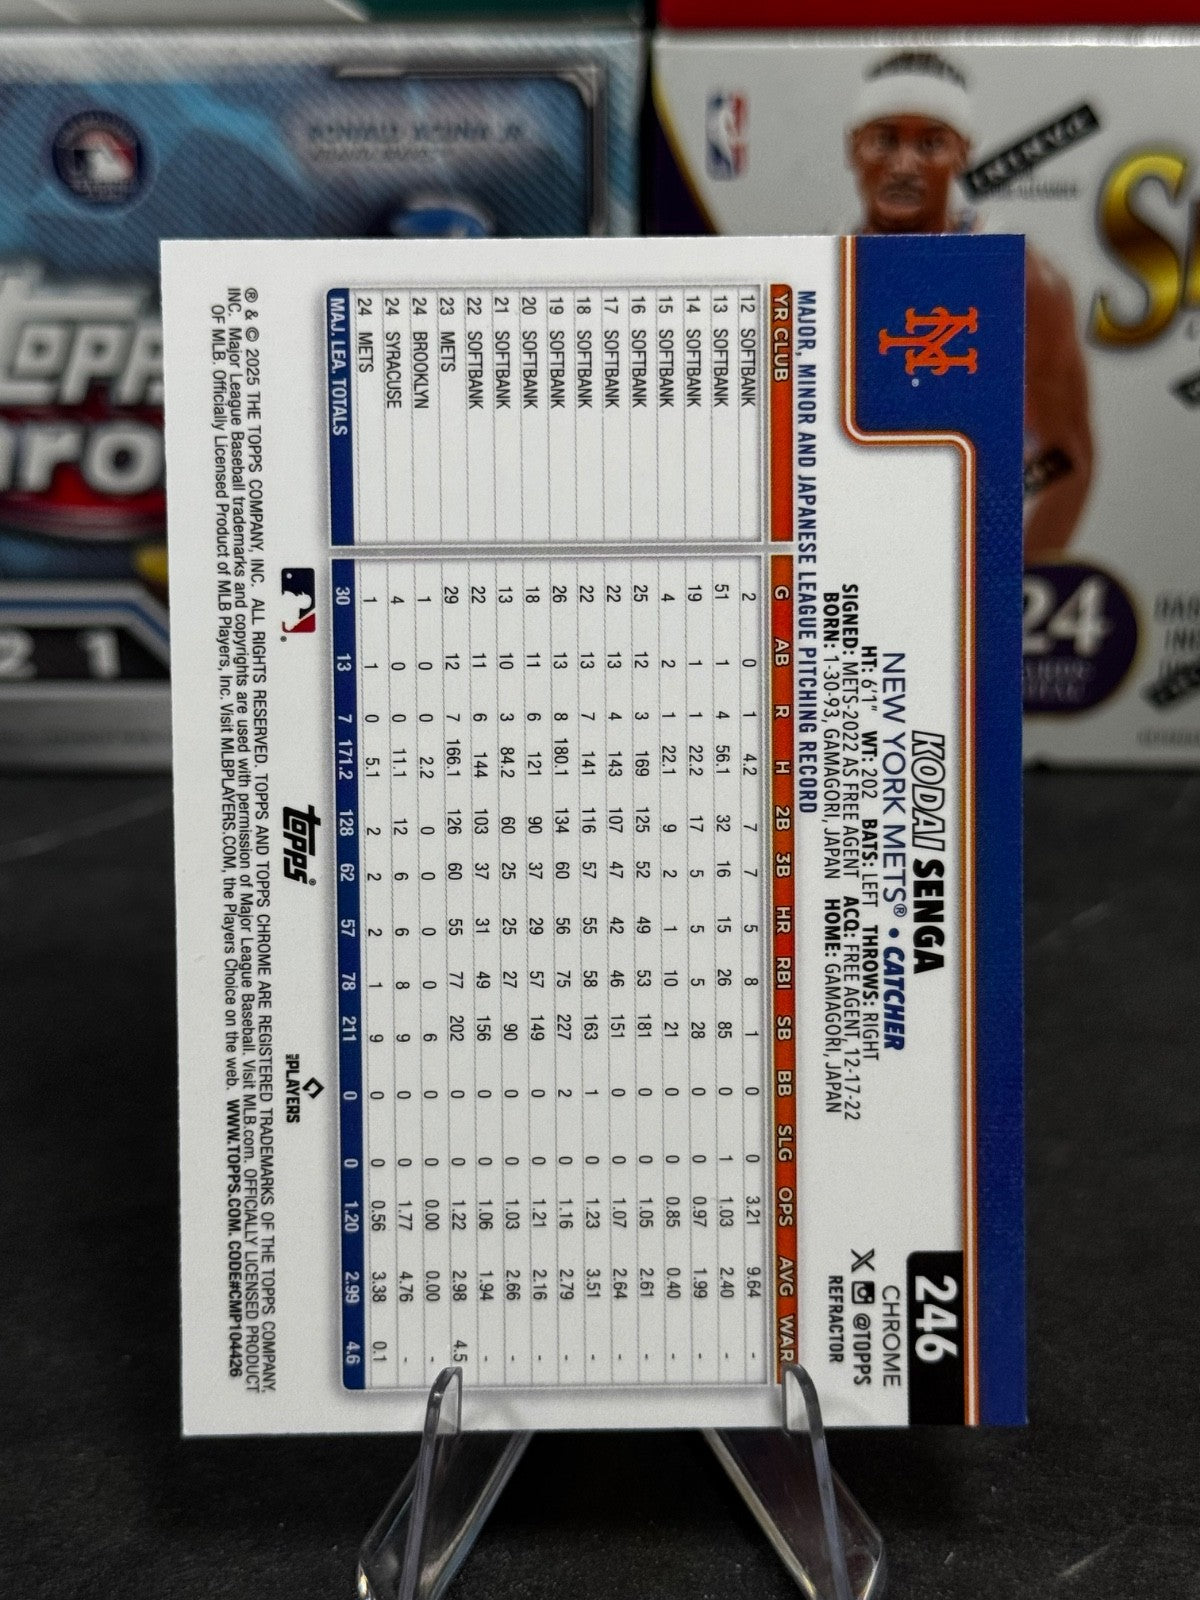 246
CHROME
@TOPPS
REFRACTOR
KODAI SENGA
NEW YORK METS® • CATCHER
HT: 6'1" WT: 202 BATS: LEFT THROWS: RIGHT
SIGNED: METS-2022 AS FREE AGENT ACQ: FREE AGENT, 12-17-22
BORN: 1-30-93, GAMAGORI, JAPAN HOME: GAMAGORI, JAPAN
MAJOR, MINOR AND JAPANESE LEAGUE PITCHING RECORD
YR CLUB G AB R H 2B 3B HR RBI SB BB SLG OPS AVG WAR
12 SOFTBANK 2 0 1 4.2 7 7 5 8 1 0 0 3.21 9.64 -
13 SOFTBANK 51 1 4 56.1 32 16 15 26 85 0 1 1.03 2.40 -
14 SOFTBANK 19 1 1 22.2 17 5 5 5 28 0 0 0.97 1.99 -
15 SOFTBANK 4 2 1 22.1 9 2 1 10 21 0 0 0.85 0.40 -
16 SOFTBANK 25 12 3 169 125 52 49 53 181 0 0 1.05 2.61 -
17 SOFTBANK 22 13 4 143 107 47 42 46 151 0 0 1.07 2.64 -
18 SOFTBANK 22 13 7 141 116 57 55 58 163 1 0 1.23 3.51 -
19 SOFTBANK 26 13 8 180.1 134 60 56 75 227 2 0 1.16 2.79 -
20 SOFTBANK 18 11 6 121 90 37 29 57 149 0 0 1.21 2.16 -
21 SOFTBANK 13 10 3 84.2 60 25 25 27 90 0 0 1.03 2.66 -
22 SOFTBANK 22 11 6 144 103 37 31 49 156 0 0 1.06 1.94 -
23 METS 29 12 7 166.1 126 60 55 77 202 0 0 1.22 2.98 4.5
24 BROOKLYN 1 0 0 2.2 0 0 0 0 6 0 0 0.00 0.00 -
24 SYRACUSE 4 0 0 11.1 12 6 6 8 9 0 0 1.77 4.76 -
24 METS 1 1 0 5.1 2 2 2 1 9 0 0 0.56 3.38 0.1
MAJ. LEA. TOTALS 30 13 7 171.2 128 62 57 78 211 0 0 1.20 2.99 4.6
topps®
MLB PLAYERS
® & © 2025 THE TOPPS COMPANY, INC. ALL RIGHTS RESERVED. TOPPS AND TOPPS CHROME ARE REGISTERED TRADEMARKS OF THE TOPPS COMPANY,
INC. Major League Baseball trademarks and copyrights are used with permission of Major League Baseball. Visit MLB.com. OFFICIALLY LICENSED PRODUCT
OF MLB. Officially Licensed Product of MLB Players, Inc. Visit MLBPLAYERS.COM, the Players Choice on the web. WWW.TOPPS.COM. CODE#CMP104426